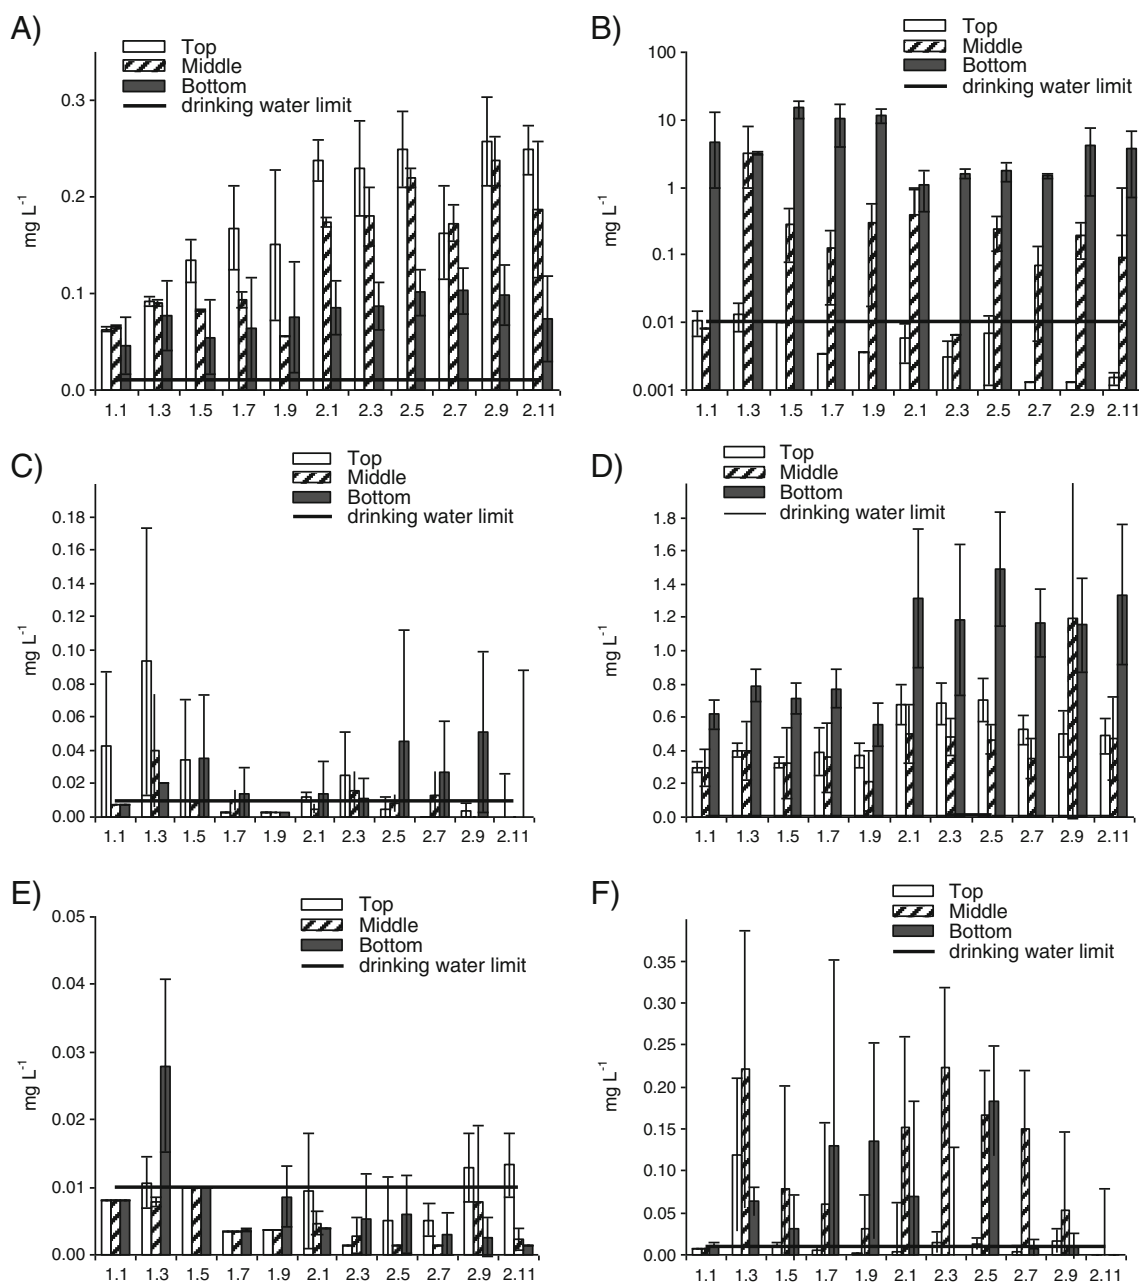 A)
Top
Middle
Bottom
drinking water limit
0.3
0.2
0.1
0.0
mg L⁻¹
1.1 1.3 1.5 1.7 1.9 2.1 2.3 2.5 2.7 2.9 2.11
B)
Top
Middle
Bottom
drinking water limit
100
10
1
0.1
0.01
0.001
mg L⁻¹
1.1 1.3 1.5 1.7 1.9 2.1 2.3 2.5 2.7 2.9 2.11
C)
Top
Middle
Bottom
drinking water limit
0.18
0.16
0.14
0.12
0.10
0.08
0.06
0.04
0.02
0.00
mg L⁻¹
1.1 1.3 1.5 1.7 1.9 2.1 2.3 2.5 2.7 2.9 2.11
D)
Top
Middle
Bottom
drinking water limit
1.8
1.6
1.4
1.2
1.0
0.8
0.6
0.4
0.2
0.0
mg L⁻¹
1.1 1.3 1.5 1.7 1.9 2.1 2.3 2.5 2.7 2.9 2.11
E)
Top
Middle
Bottom
drinking water limit
0.05
0.04
0.03
0.02
0.01
0.00
mg L⁻¹
1.1 1.3 1.5 1.7 1.9 2.1 2.3 2.5 2.7 2.9 2.11
F)
Top
Middle
Bottom
drinking water limit
0.35
0.30
0.25
0.20
0.15
0.10
0.05
0.00
mg L⁻¹
1.1 1.3 1.5 1.7 1.9 2.1 2.3 2.5 2.7 2.9 2.11